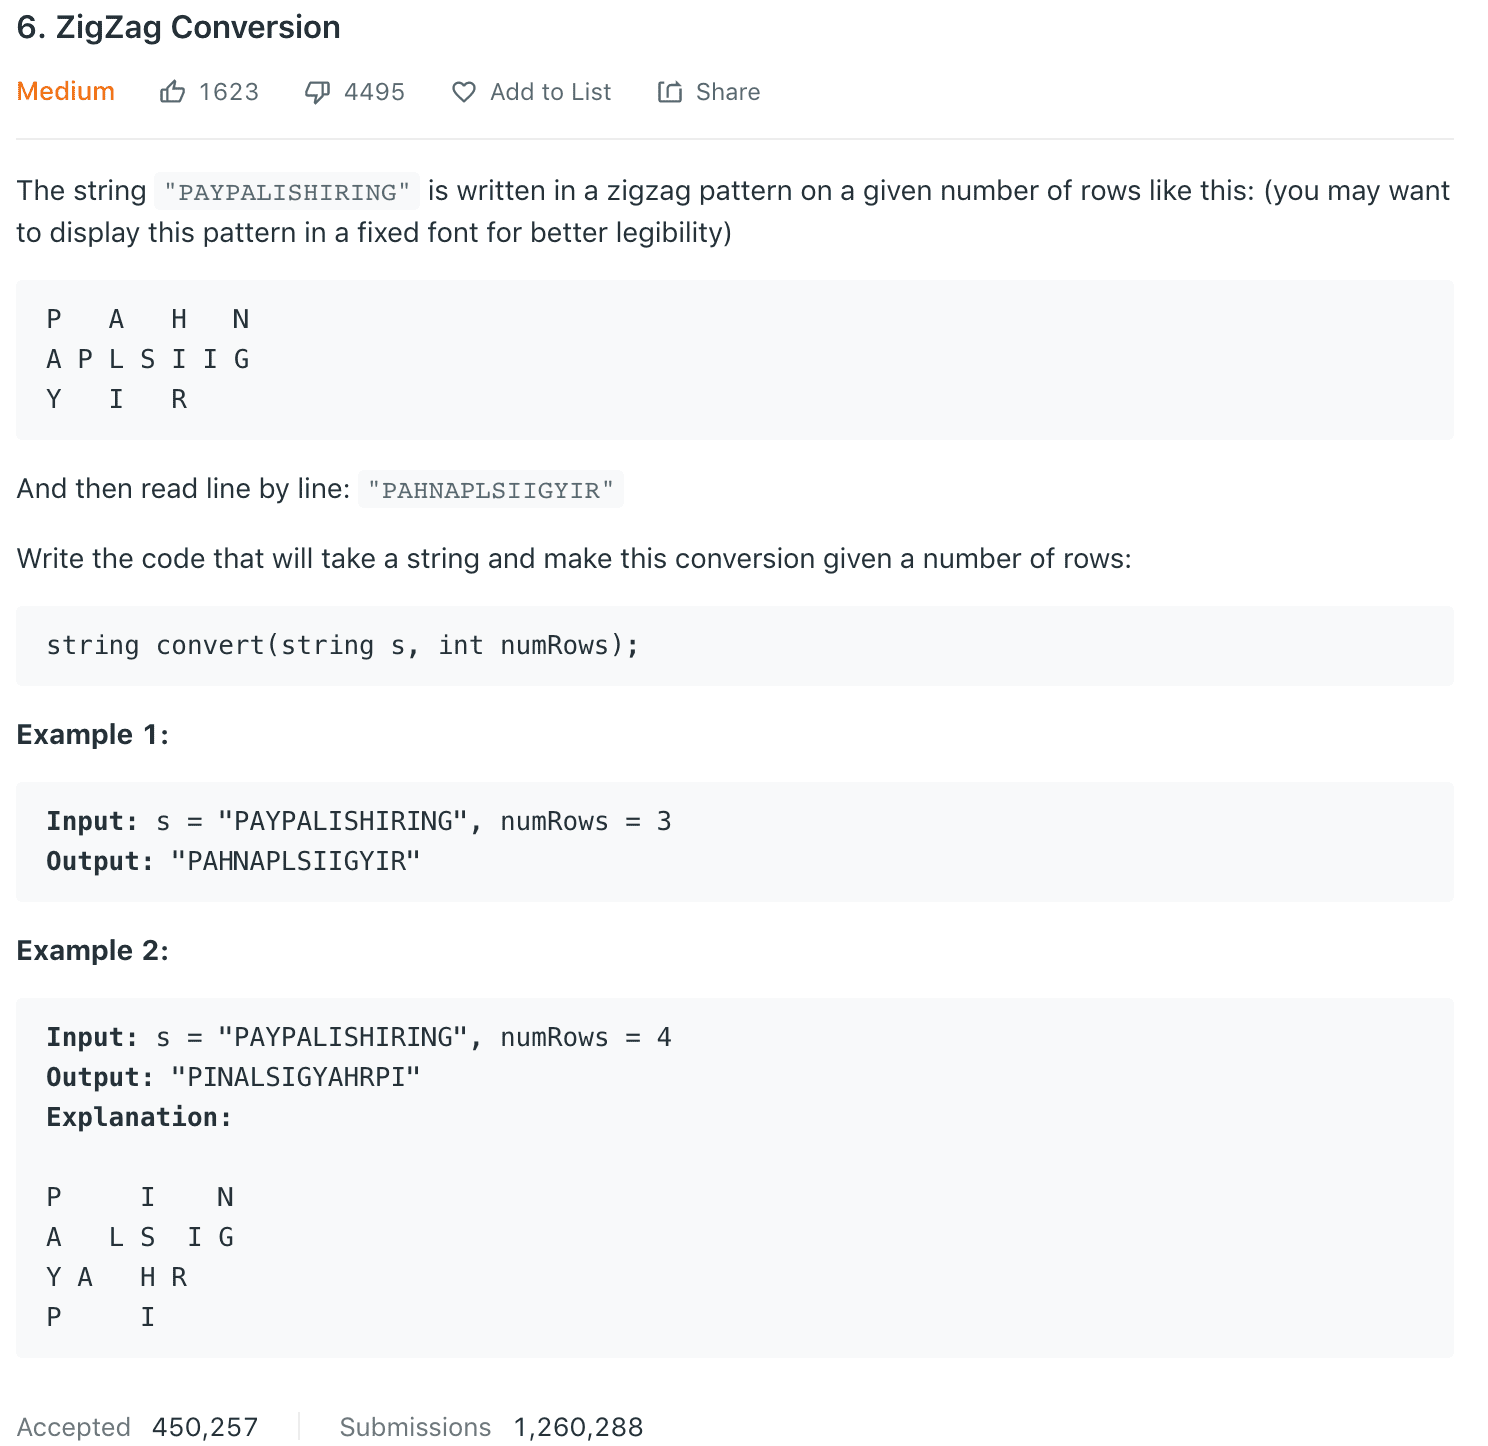 6. ZigZag Conversion
Medium 1623 4495 Add to List Share
The string "PAYPALISHIRING" is written in a zigzag pattern on a given number of rows like this: (you may want
to display this pattern in a fixed font for better legibility)
P   A   H   N
A P L S I I G
Y   I   R
And then read line by line: "PAHNAPLSIIGYIR"
Write the code that will take a string and make this conversion given a number of rows:
string convert(string s, int numRows);
Example 1:
Input: s = "PAYPALISHIRING", numRows = 3
Output: "PAHNAPLSIIGYIR"
Example 2:
Input: s = "PAYPALISHIRING", numRows = 4
Output: "PINALSIGYAHRPI"
Explanation:
P     I    N
A   L S  I G
Y A   H R
P     I
Accepted 450,257 Submissions 1,260,288